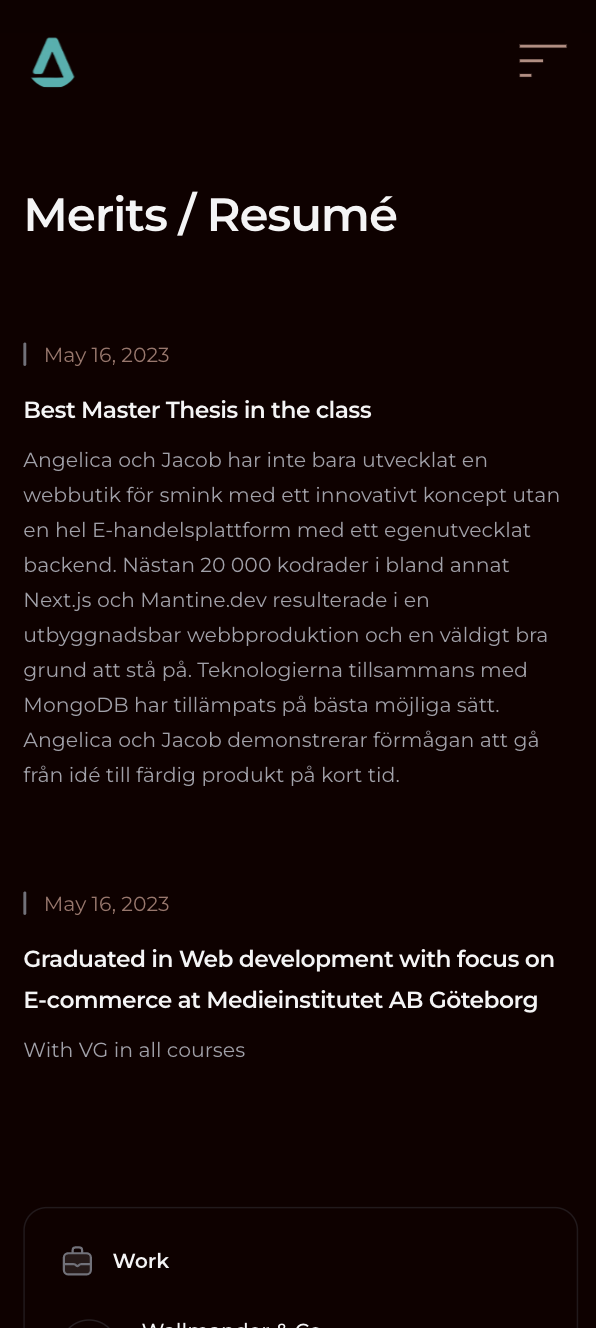 Merits / Resumé
May 16, 2023
Best Master Thesis in the class
Angelica och Jacob har inte bara utvecklat en
webbutik för smink med ett innovativt koncept utan
en hel E-handelsplattform med ett egenutvecklat
backend. Nästan 20 000 kodrader i bland annat
Next.js och Mantine.dev resulterade i en
utbyggnadsbar webbproduktion och en väldigt bra
grund att stå på. Teknologierna tillsammans med
MongoDB har tillämpats på bästa möjliga sätt.
Angelica och Jacob demonstrerar förmågan att gå
från idé till färdig produkt på kort tid.
May 16, 2023
Graduated in Web development with focus on
E-commerce at Medieinstitutet AB Göteborg
With VG in all courses
Work